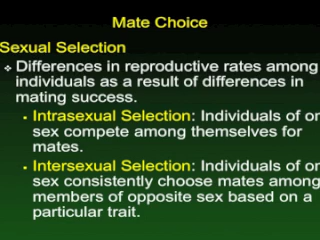 Mate Choice
Sexual Selection
Differences in reproductive rates among
individuals as a result of differences in
mating success.
Intrasexual Selection: Individuals of on
sex compete among themselves for
mates.
Intersexual Selection: Individuals of on
sex consistently choose mates among
members of opposite sex based on a
particular trait.